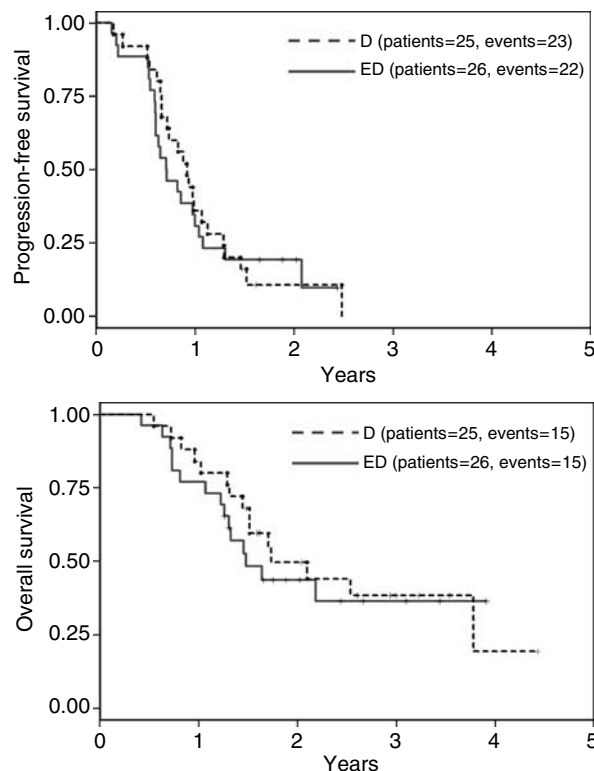 1.00
0.75
0.50
0.25
0.00
Progression-free survival
D (patients=25, events=23)
ED (patients=26, events=22)
0 1 2 3 4 5
Years
1.00
0.75
0.50
0.25
0.00
Overall survival
D (patients=25, events=15)
ED (patients=26, events=15)
0 1 2 3 4 5
Years